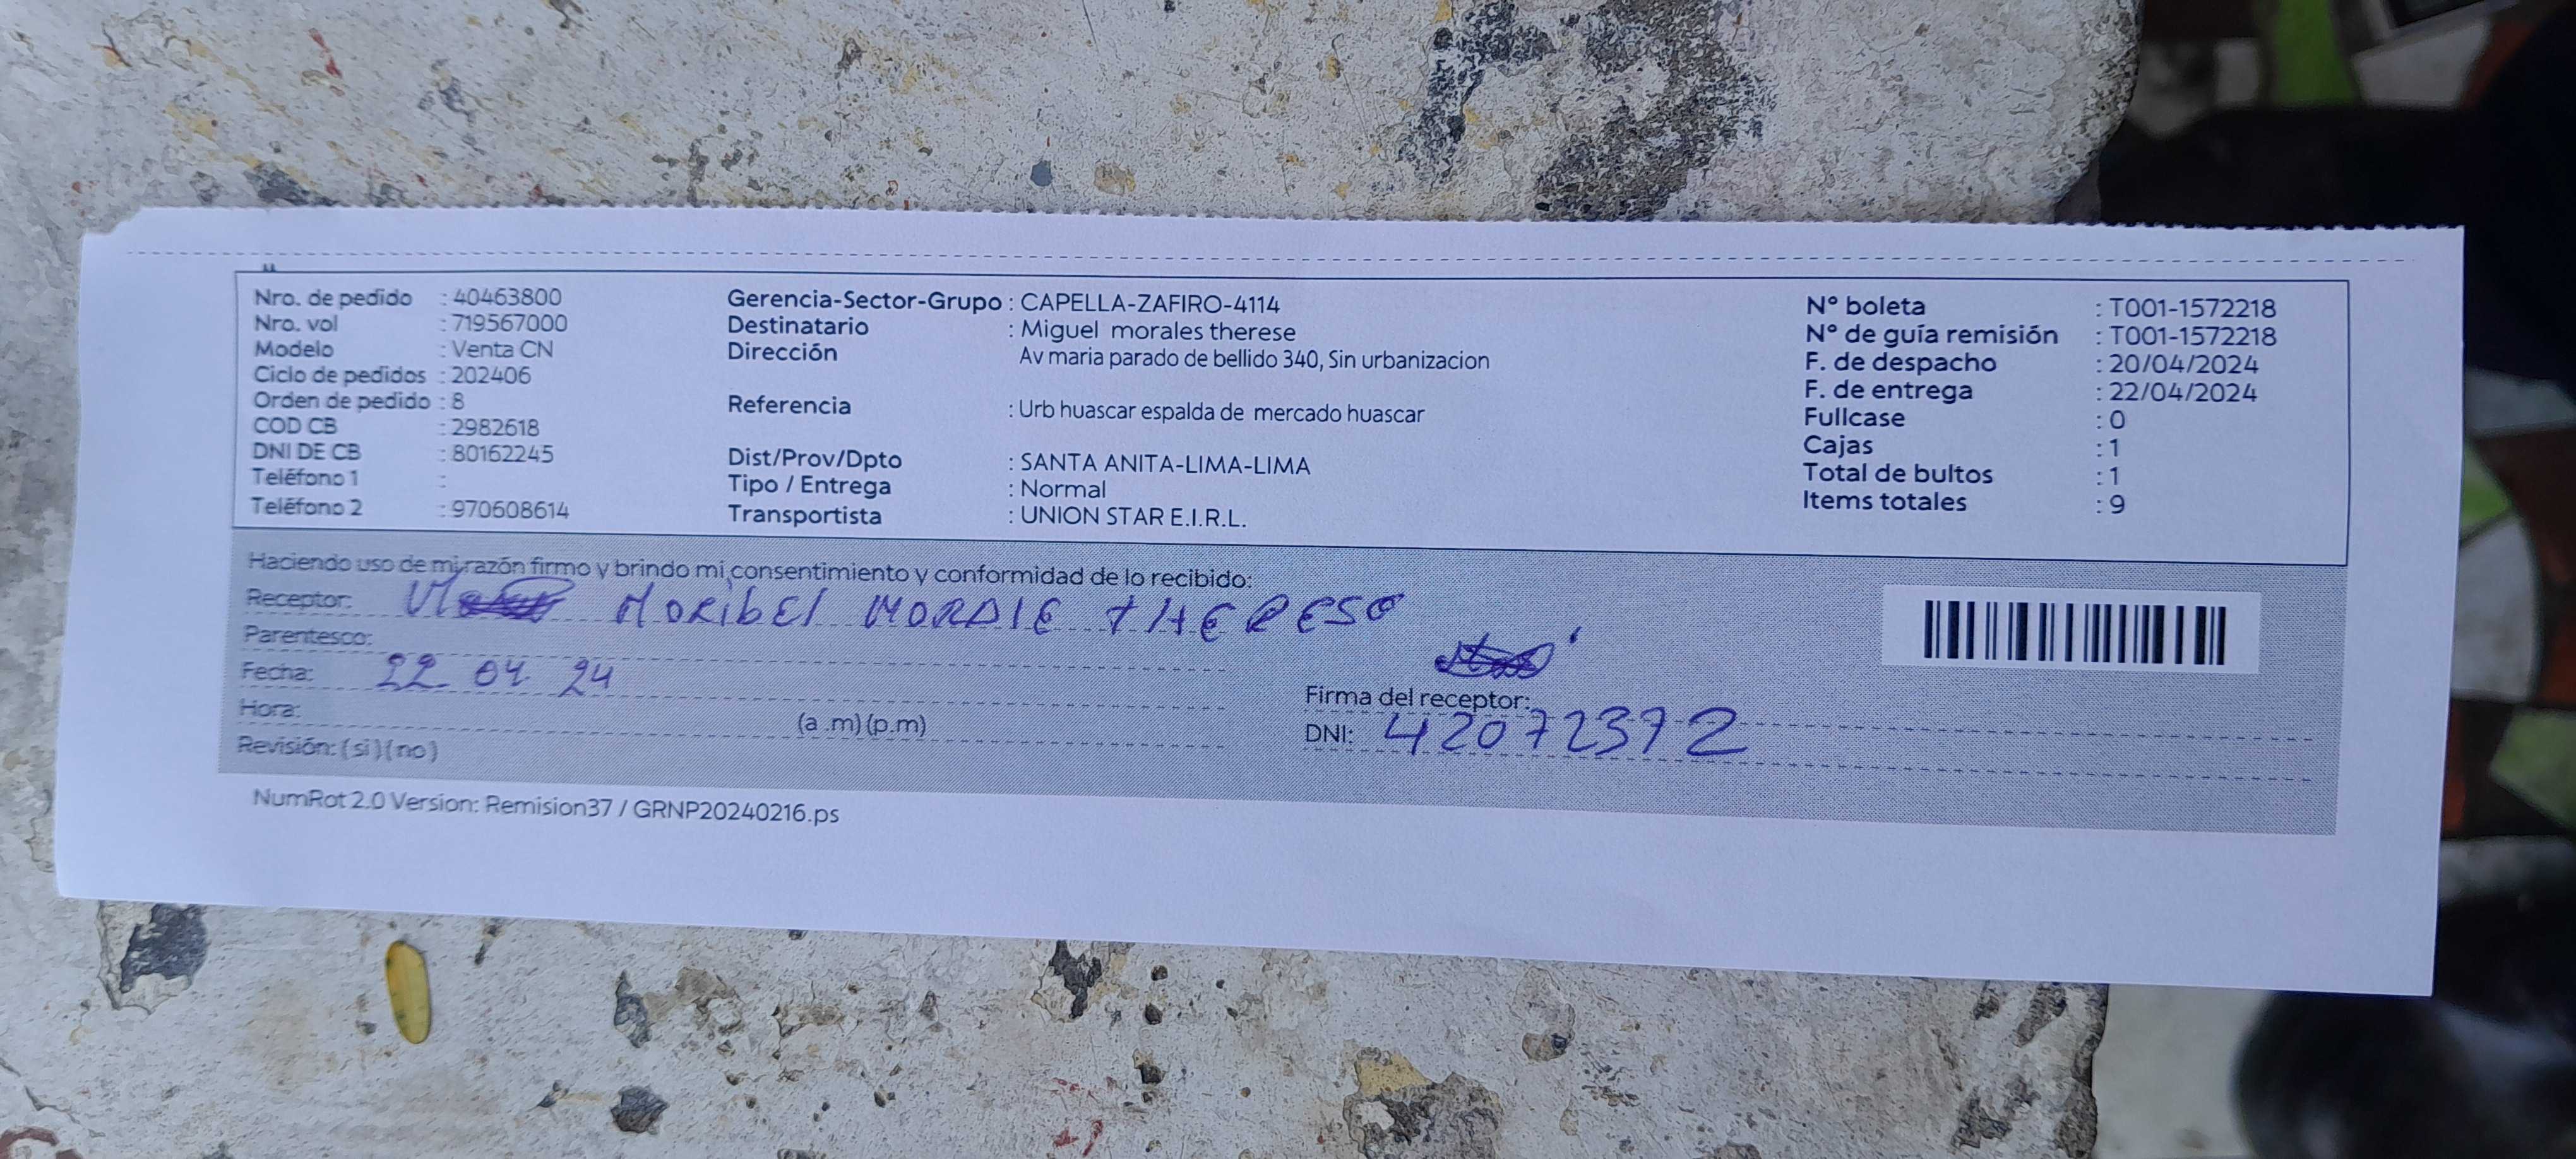 Nro. de pedido : 40463800
Nro. vol : 719567000
Modelo : Venta CN
Ciclo de pedidos : 202406
Orden de pedido : 8
COD CB : 2982618
DNI DE CB : 80162245
Teléfono 1 :
Teléfono 2 : 970608614
Gerencia-Sector-Grupo : CAPELLA-ZAFIRO-4114
Destinatario : Miguel morales therese
Dirección Av maria parado de bellido 340, Sin urbanizacion
Referencia : Urb huascar espalda de mercado huascar
Dist/Prov/Dpto : SANTA ANITA-LIMA-LIMA
Tipo / Entrega : Normal
Transportista : UNION STAR E.I.R.L.
N° boleta : T001-1572218
N° de guía remisión : T001-1572218
F. de despacho : 20/04/2024
F. de entrega : 22/04/2024
Fullcase : 0
Cajas : 1
Total de bultos : 1
Items totales : 9
Haciendo uso de mi razón firmo y brindo mi consentimiento y conformidad de lo recibido:
Receptor: MORIbEl MORALE THERESO
Parentesco:
Fecha: 22 04 24
Hora: (a .m) (p.m)
Revisión: (si) (no)
Firma del receptor:
DNI: 42072372
NumRot 2.0 Version: Remision37 / GRNP20240216.ps